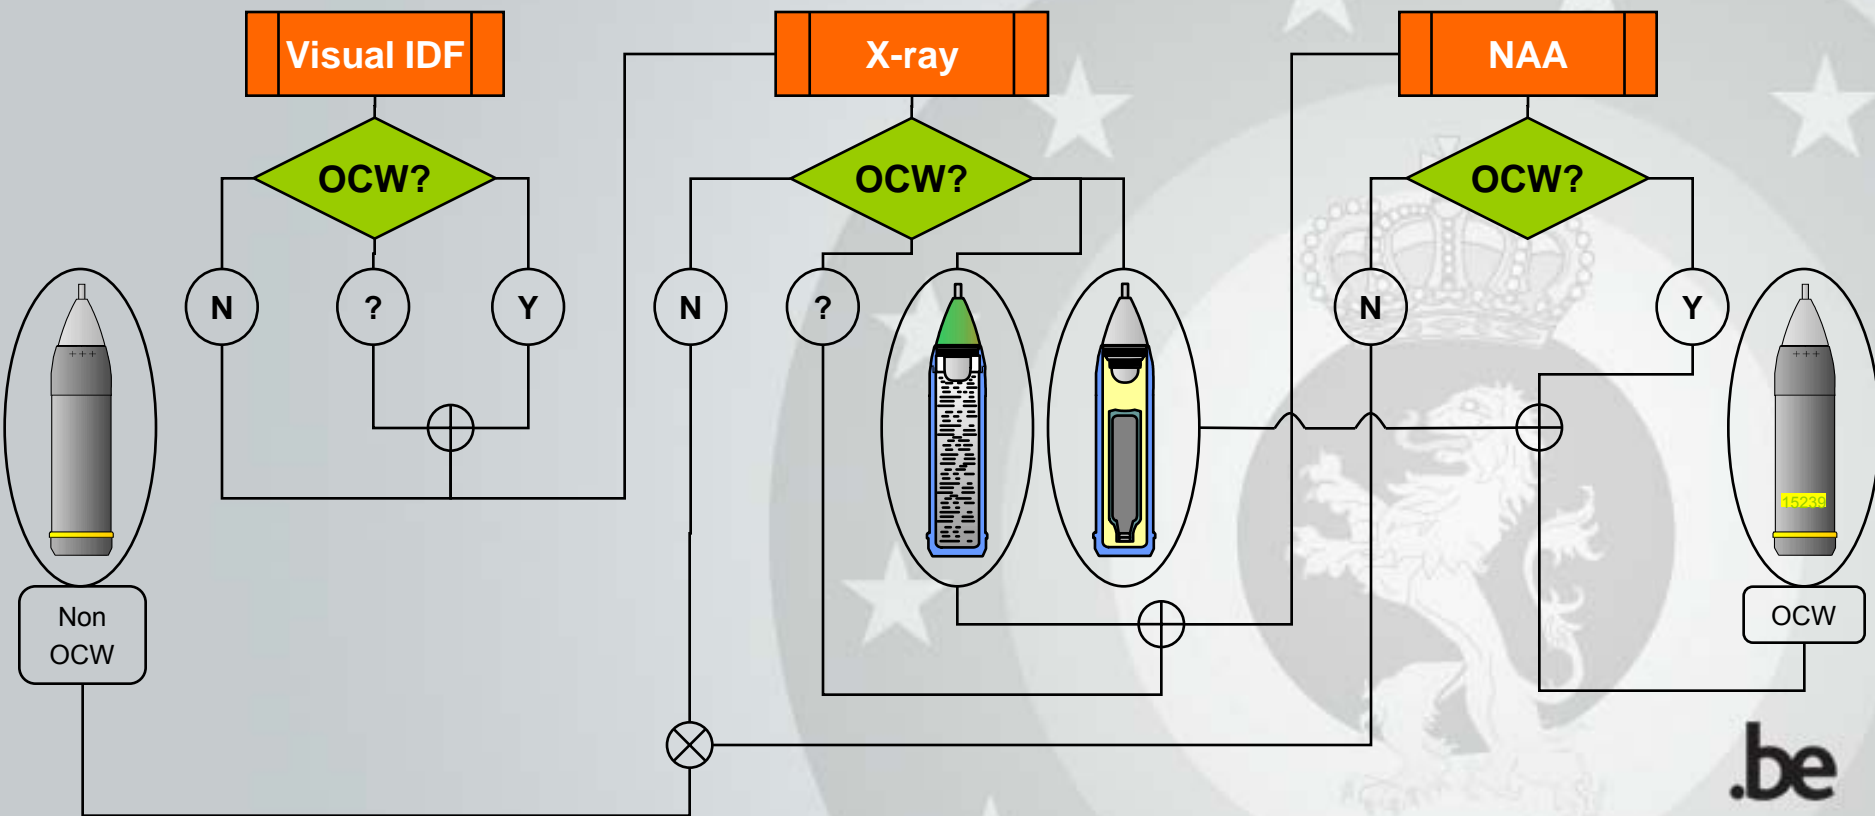 Visual IDF
X-ray
NAA
OCW?
OCW?
OCW?
N
?
Y
N
?
N
Y
+++
+++
15239
Non
OCW
OCW
.be